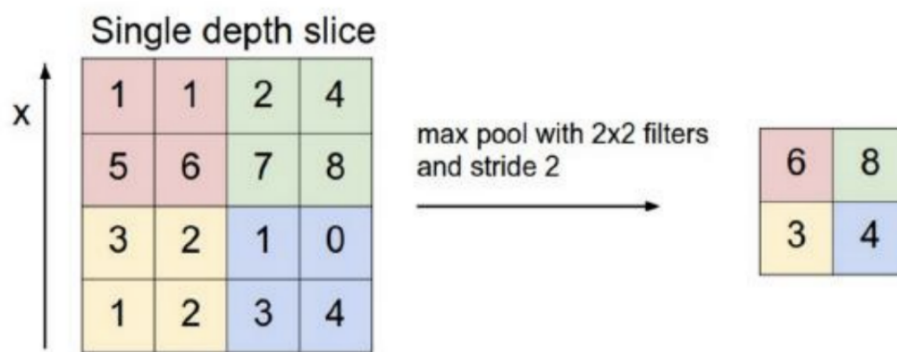 Single depth slice
x
1 1 2 4
5 6 7 8
3 2 1 0
1 2 3 4
max pool with 2x2 filters
and stride 2
6 8
3 4